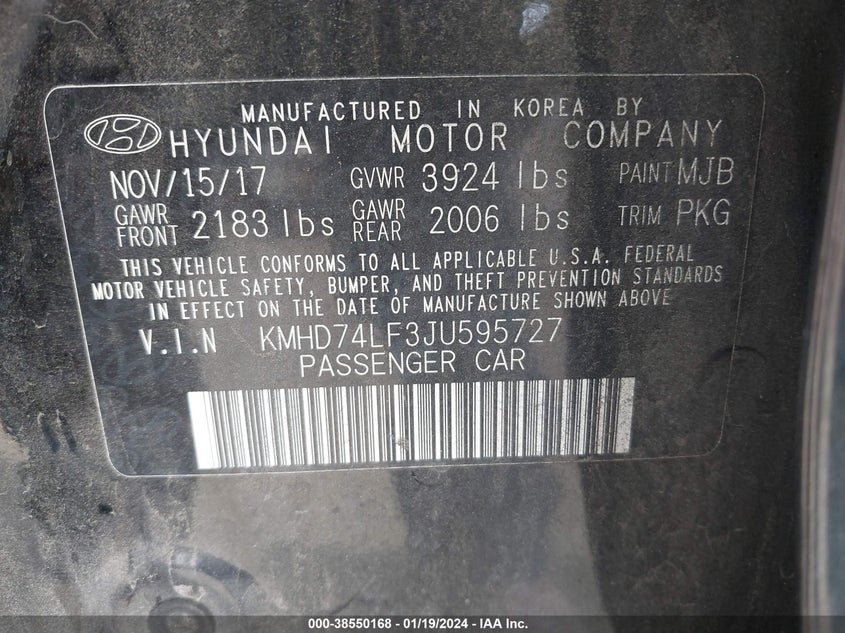 MANUFACTURED IN KOREA BY
HYUNDAI MOTOR COMPANY
NOV/15/17 GVWR 3924 lbs PAINT MJB
GAWR FRONT 2183 lbs GAWR REAR 2006 lbs TRIM PKG
THIS VEHICLE CONFORMS TO ALL APPLICABLE U.S.A. FEDERAL
MOTOR VEHICLE SAFETY, BUMPER, AND THEFT PREVENTION STANDARDS
IN EFFECT ON THE DATE OF MANUFACTURE SHOWN ABOVE
V.I.N KMHD74LF3JU595727
PASSENGER CAR
000-38550168 - 01/19/2024 - IAA Inc.